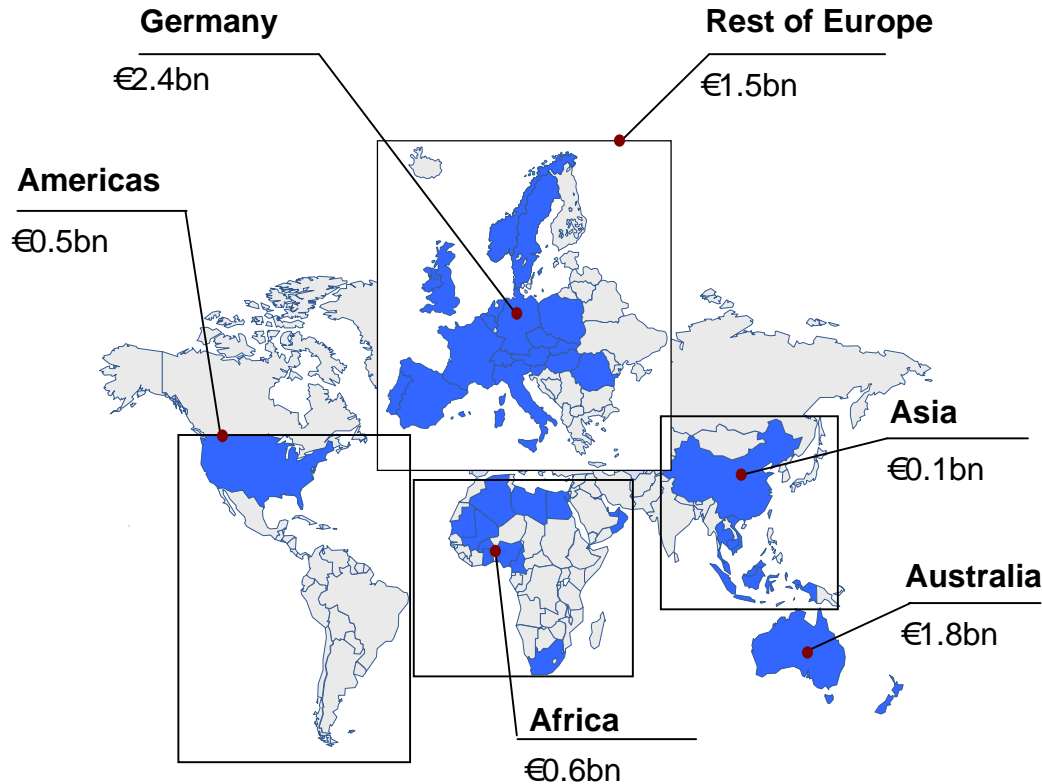 Germany
€2.4bn
Rest of Europe
€1.5bn
Americas
€0.5bn
Asia
€0.1bn
Australia
€1.8bn
Africa
€0.6bn